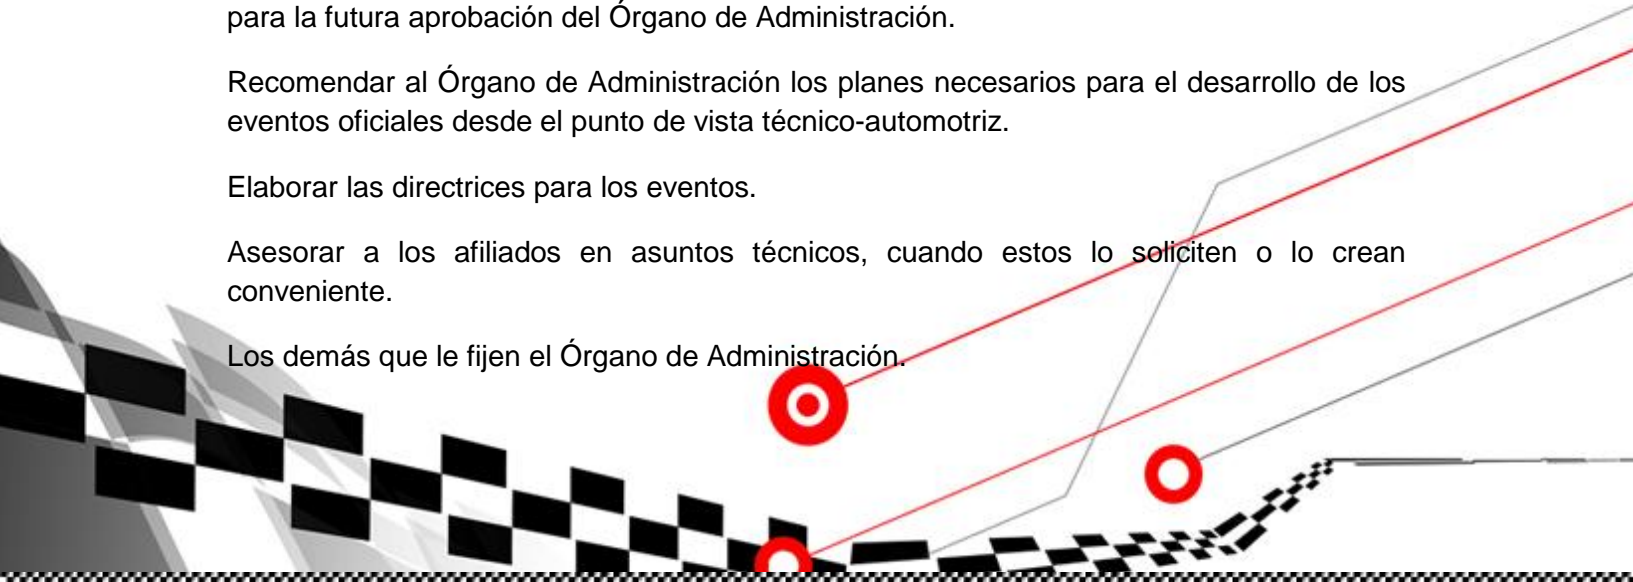 para la futura aprobación del Órgano de Administración.
Recomendar al Órgano de Administración los planes necesarios para el desarrollo de los
eventos oficiales desde el punto de vista técnico-automotriz.
Elaborar las directrices para los eventos.
Asesorar a los afiliados en asuntos técnicos, cuando estos lo soliciten o lo crean
conveniente.
Los demás que le fijen el Órgano de Administración.